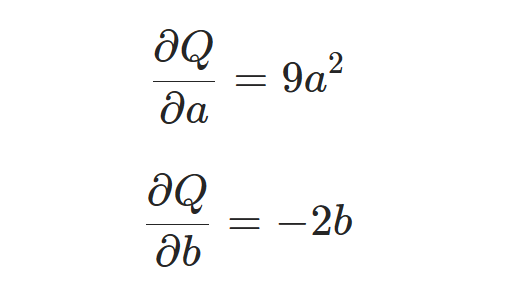 ∂Q/∂a = 9a²
∂Q/∂b = −2b